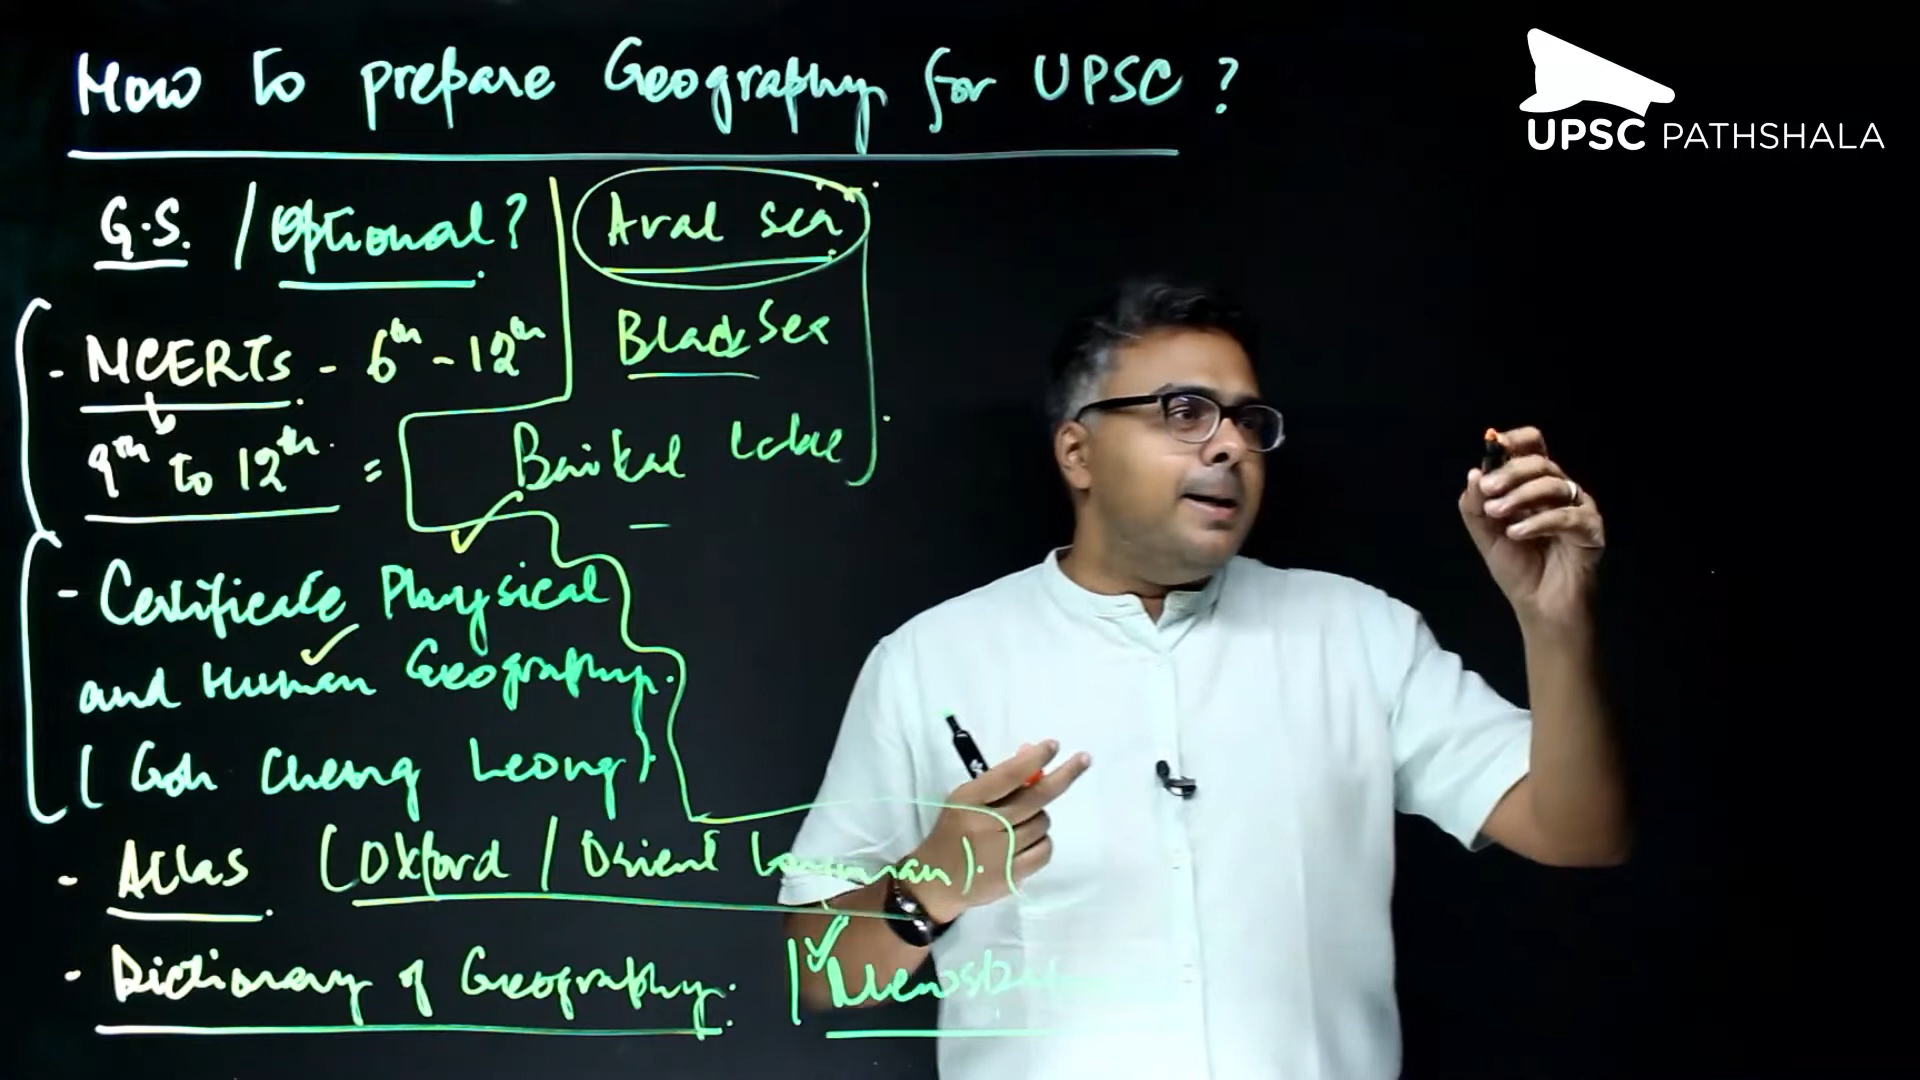 How to prepare Geography for UPSC ?
UPSC PATHSHALA
G.S. / Optional ?
- NCERTs - 6th - 12th
9th to 12th. =
Aral Sea
Black Sea
Baikal Lake
- Certificate Physical
and Human Geography.
( Goh Cheng Leong ).
- Atlas (Oxford / Orient Longman).
- Dictionary of Geography. |